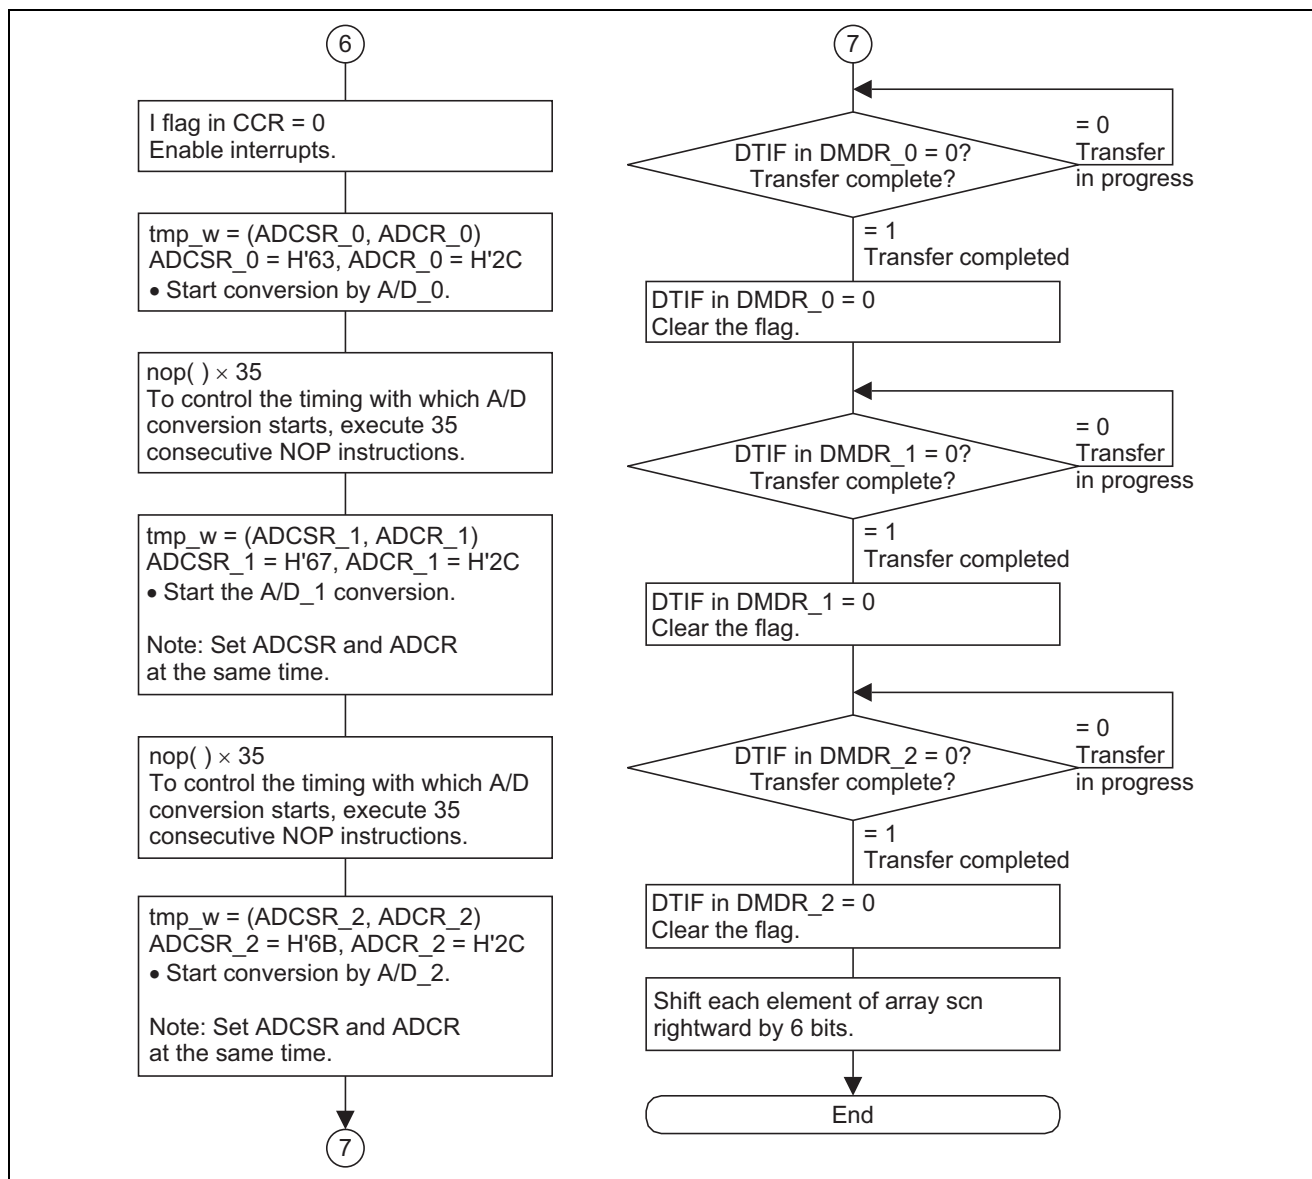 6
I flag in CCR = 0
Enable interrupts.
tmp_w = (ADCSR_0, ADCR_0)
ADCSR_0 = H'63, ADCR_0 = H'2C
• Start conversion by A/D_0.
nop( ) × 35
To control the timing with which A/D
conversion starts, execute 35
consecutive NOP instructions.
tmp_w = (ADCSR_1, ADCR_1)
ADCSR_1 = H'67, ADCR_1 = H'2C
• Start the A/D_1 conversion.
Note: Set ADCSR and ADCR
at the same time.
nop( ) × 35
To control the timing with which A/D
conversion starts, execute 35
consecutive NOP instructions.
tmp_w = (ADCSR_2, ADCR_2)
ADCSR_2 = H'6B, ADCR_2 = H'2C
• Start conversion by A/D_2.
Note: Set ADCSR and ADCR
at the same time.
7
7
DTIF in DMDR_0 = 0?
Transfer complete?
= 0
Transfer
in progress
= 1
Transfer completed
DTIF in DMDR_0 = 0
Clear the flag.
DTIF in DMDR_1 = 0?
Transfer complete?
= 0
Transfer
in progress
= 1
Transfer completed
DTIF in DMDR_1 = 0
Clear the flag.
DTIF in DMDR_2 = 0?
Transfer complete?
= 0
Transfer
in progress
= 1
Transfer completed
DTIF in DMDR_2 = 0
Clear the flag.
Shift each element of array scn
rightward by 6 bits.
End